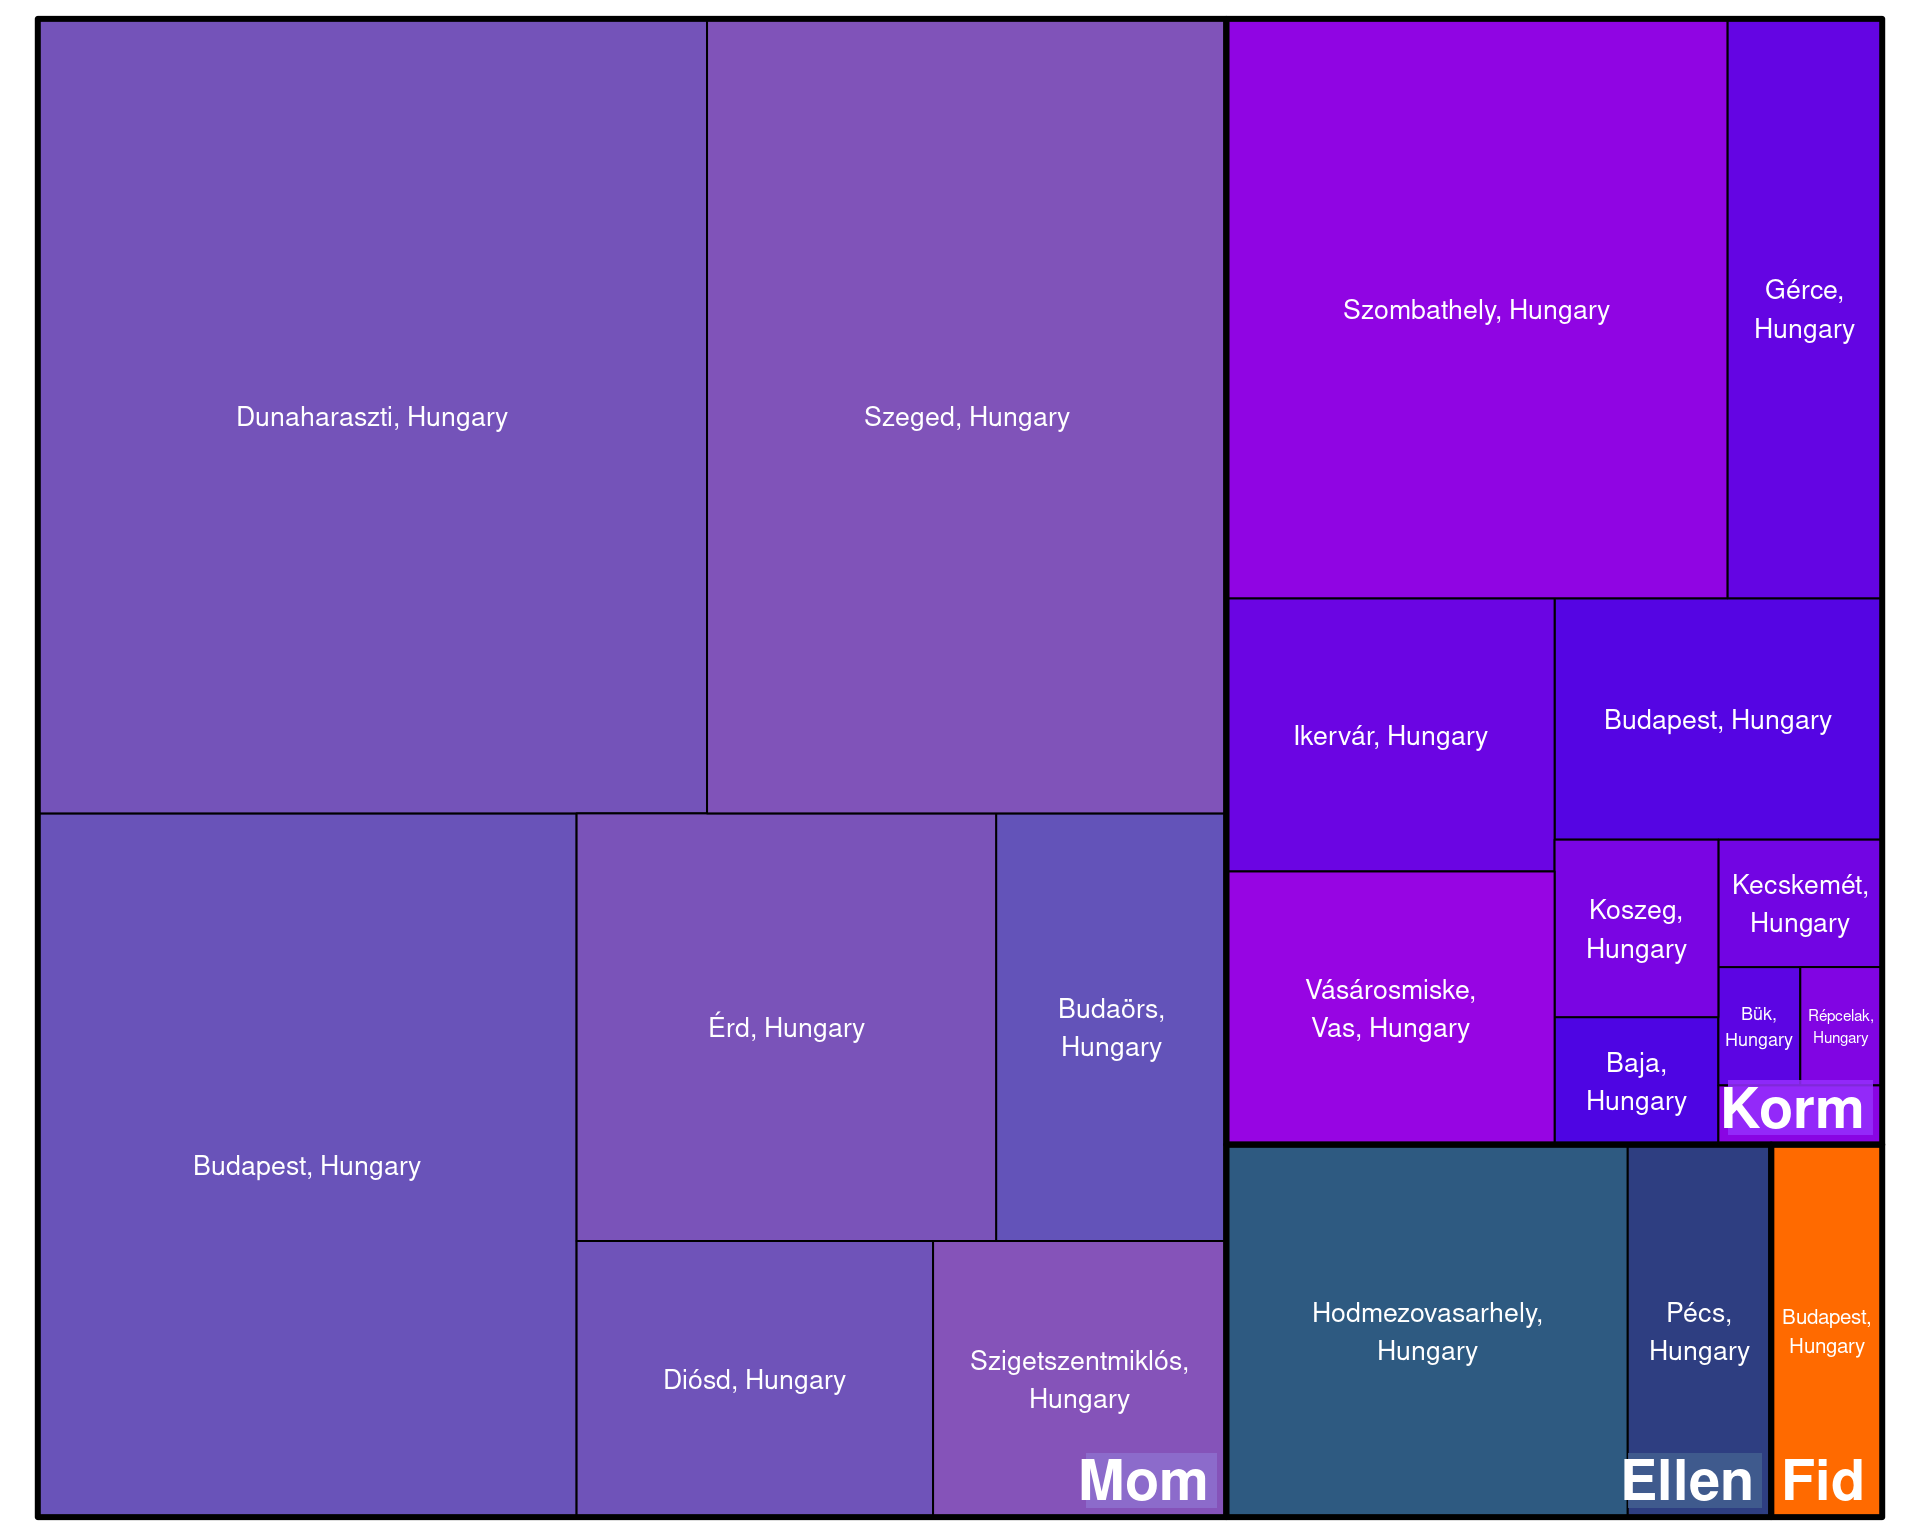 Dunaharaszti, Hungary
Szeged, Hungary
Budapest, Hungary
Érd, Hungary
Budaörs,
Hungary
Diósd, Hungary
Szigetszentmiklós,
Hungary
Mom
Szombathely, Hungary
Gérce,
Hungary
Ikervár, Hungary
Budapest, Hungary
Vásárosmiske,
Vas, Hungary
Koszeg,
Hungary
Kecskemét,
Hungary
Baja,
Hungary
Bük,
Hungary
Répcelak,
Hungary
Korm
Hodmezovasarhely,
Hungary
Pécs,
Hungary
Ellen
Budapest,
Hungary
Fid